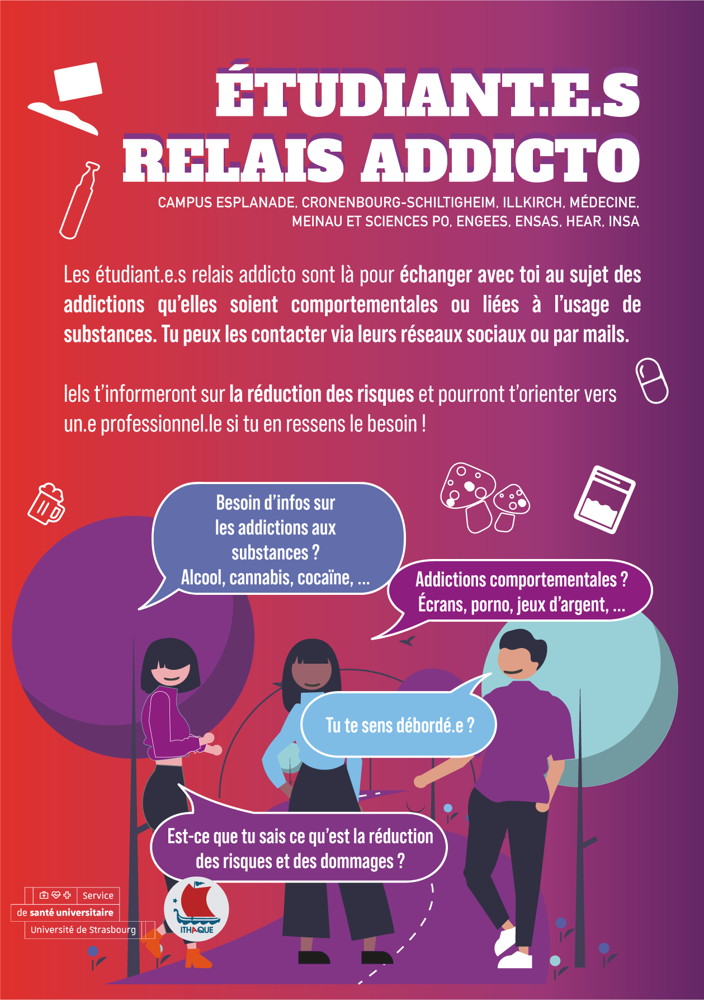 ÉTUDIANT.E.S
RELAIS ADDICTO
CAMPUS ESPLANADE, CRONENBOURG-SCHILTIGHEIM, ILLKIRCH, MÉDECINE,
MEINAU ET SCIENCES PO, ENGEES, ENSAS, HEAR, INSA
Les étudiant.e.s relais addicto sont là pour échanger avec toi au sujet des
addictions qu’elles soient comportementales ou liées à l’usage de
substances. Tu peux les contacter via leurs réseaux sociaux ou par mails.
Iels t’informeront sur la réduction des risques et pourront t’orienter vers
un.e professionnel.le si tu en ressens le besoin !
Besoin d’infos sur
les addictions aux
substances ?
Alcool, cannabis, cocaïne, ...
Addictions comportementales ?
Écrans, porno, jeux d’argent, ...
Tu te sens débordé.e ?
Est-ce que tu sais ce qu’est la réduction
des risques et des dommages ?
Service
de santé universitaire
Université de Strasbourg
ITHAQUE